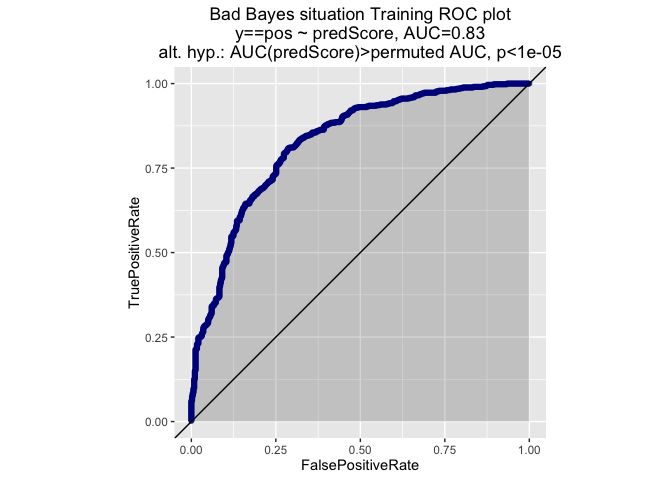 Bad Bayes situation Training ROC plot
y==pos ~ predScore, AUC=0.83
alt. hyp.: AUC(predScore)>permuted AUC, p<1e-05
TruePositiveRate
1.00
0.75
0.50
0.25
0.00
0.00 0.25 0.50 0.75 1.00
FalsePositiveRate